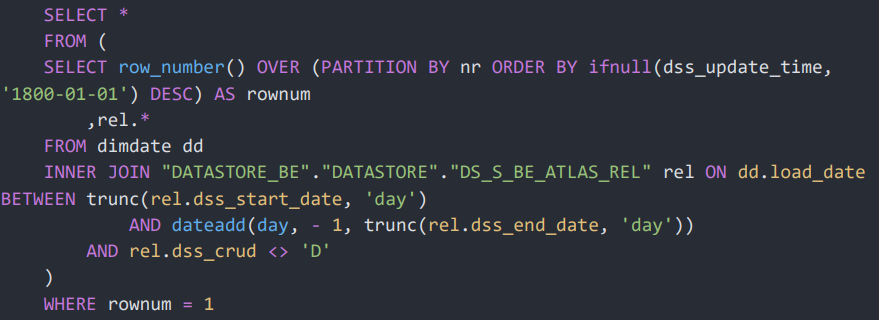 SELECT *
FROM (
SELECT row_number() OVER (PARTITION BY nr ORDER BY ifnull(dss_update_time,
'1800-01-01') DESC) AS rownum
,rel.*
FROM dimdate dd
INNER JOIN "DATASTORE_BE"."DATASTORE"."DS_S_BE_ATLAS_REL" rel ON dd.load_date
BETWEEN trunc(rel.dss_start_date, 'day')
AND dateadd(day, - 1, trunc(rel.dss_end_date, 'day'))
AND rel.dss_crud <> 'D'
)
WHERE rownum = 1